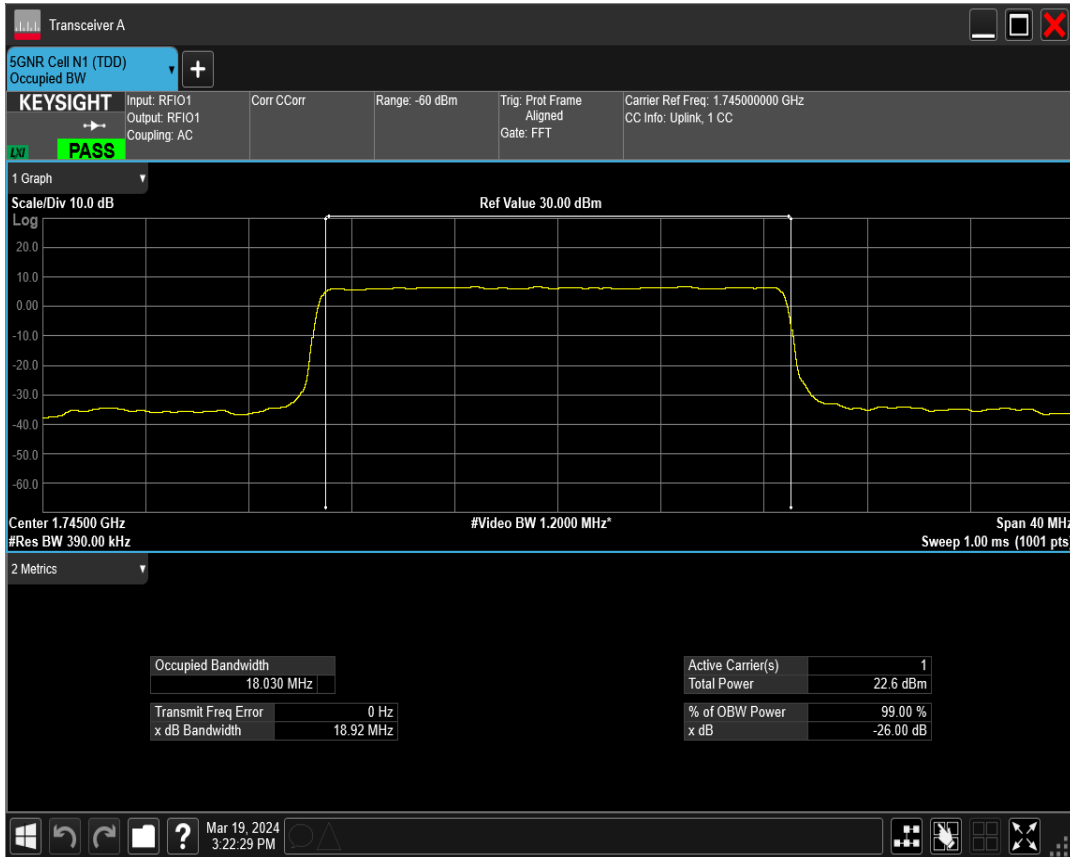 Transceiver A
5GNR Cell N1 (TDD)
Occupied BW
+
KEYSIGHT
LXI
PASS
Input: RFIO1
Output: RFIO1
Coupling: AC
Corr CCorr
Range: -60 dBm
Trig: Prot Frame
Aligned
Gate: FFT
Carrier Ref Freq: 1.745000000 GHz
CC Info: Uplink, 1 CC
1 Graph
Scale/Div 10.0 dB
Ref Value 30.00 dBm
Log
20.0
10.0
0.00
-10.0
-20.0
-30.0
-40.0
-50.0
-60.0
Center 1.74500 GHz
#Video BW 1.2000 MHz*
Span 40 MHz
#Res BW 390.00 kHz
Sweep 1.00 ms (1001 pts)
2 Metrics
Occupied Bandwidth
18.030 MHz
Transmit Freq Error 0 Hz
x dB Bandwidth 18.92 MHz
Active Carrier(s) 1
Total Power 22.6 dBm
% of OBW Power 99.00 %
x dB -26.00 dB
?
Mar 19, 2024
3:22:29 PM